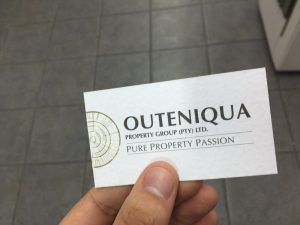 OUTENIQUA
PROPERTY GROUP (PTY) LTD.
PURE PROPERTY PASSION